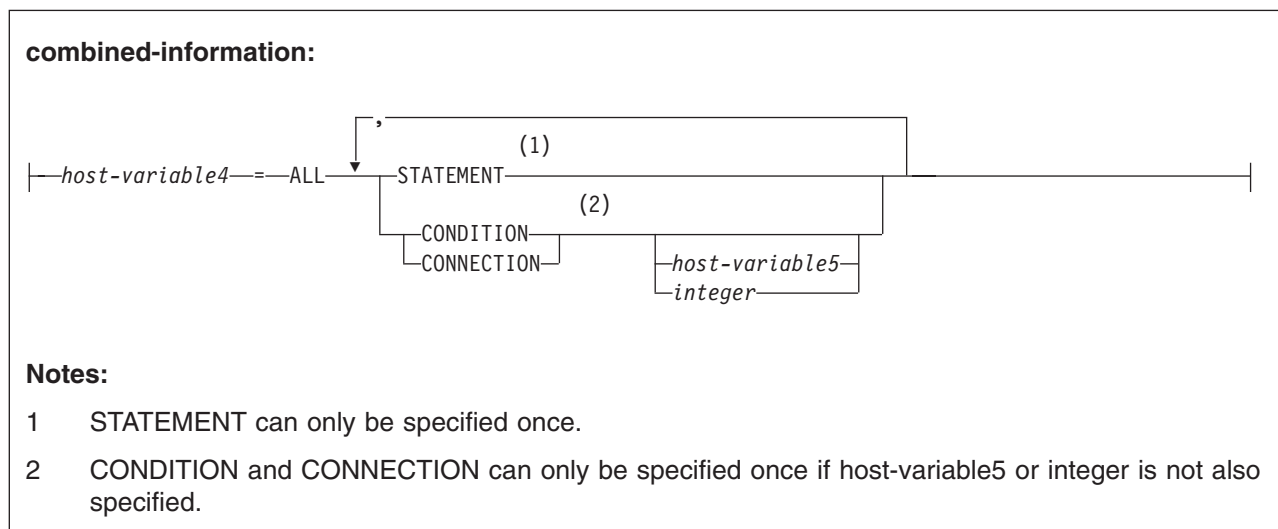 combined-information:
,
(1)
host-variable4 = ALL STATEMENT
(2)
CONDITION
CONNECTION host-variable5
integer
Notes:
1 STATEMENT can only be specified once.
2 CONDITION and CONNECTION can only be specified once if host-variable5 or integer is not also
specified.